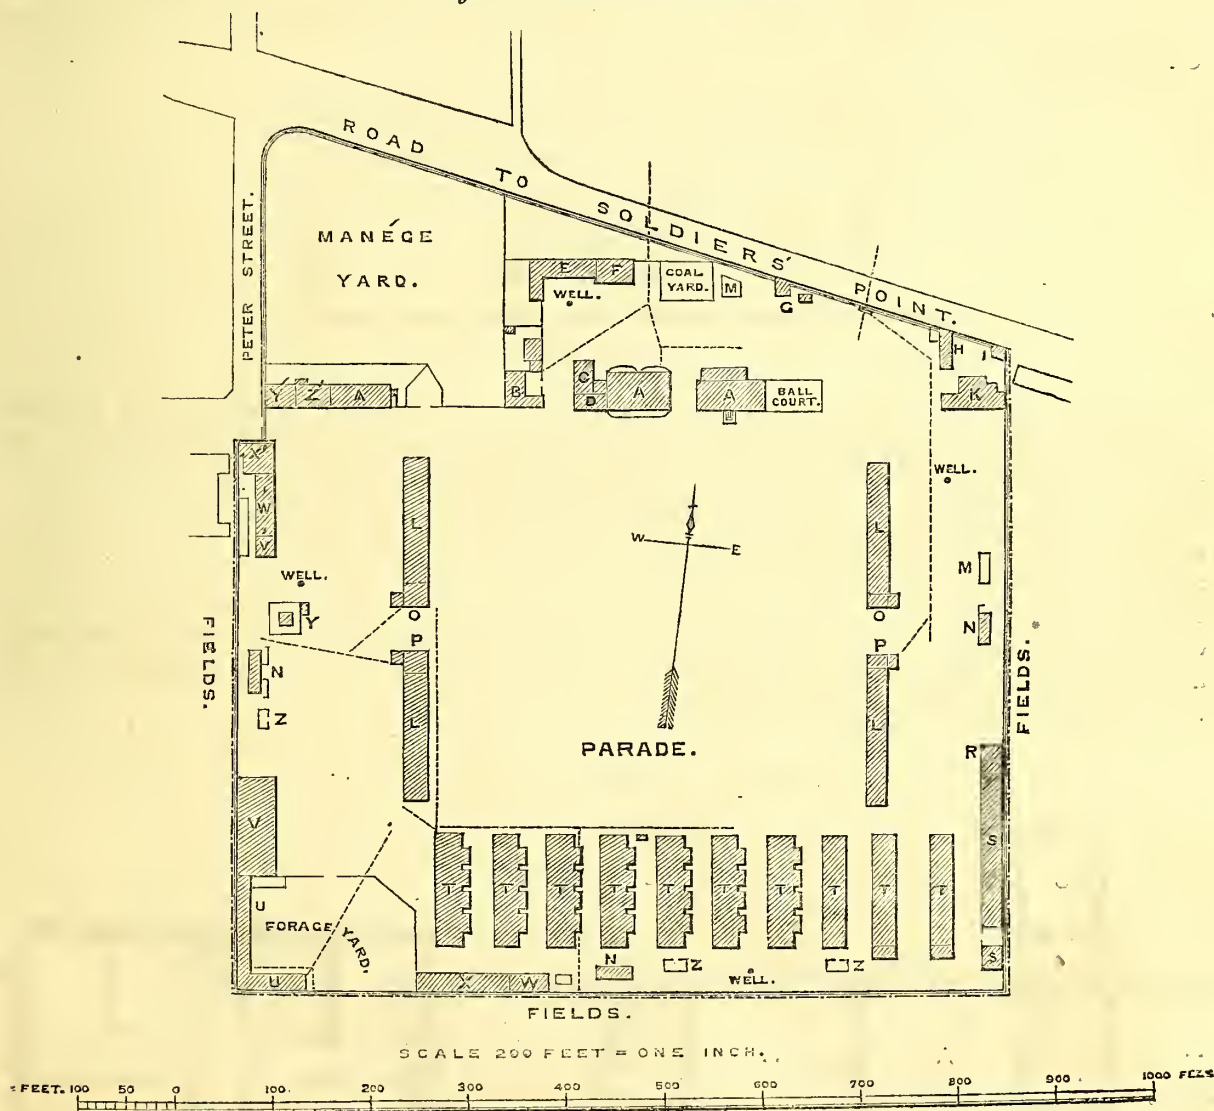 ROAD TO SOLDIERS' POINT.
PETER STREET.
MANÉGE
YARD.
E
F
COAL
YARD.
M
WELL.
G
H
I
Y Z A
B
C
D
A
A
BALL
COURT.
K
X
W
V
L
L
WELL.
W E
WELL.
M
Y
O
P
O
P
N
FIELDS.
N
Z
L
L
FIELDS.
PARADE.
R
V
S
T T T T T T T T T T
U
FORAGE YARD.
N
Z
Z
WELL.
S
U
X W
FIELDS.
SCALE 200 FEET = ONE INCH.
FEET. 100 50 0 100 200 300 400 500 600 700 800 900 1000 FEET